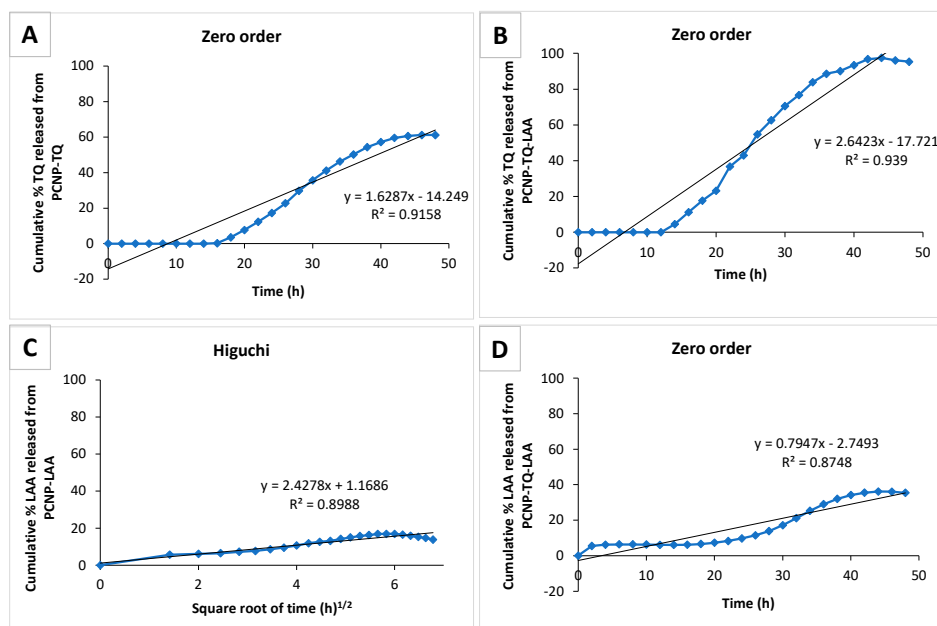 A
Zero order
Cumulative % TQ released from
PCNP-TQ
100
80
60
40
20
0
-20
0
10
20
30
40
50
y = 1.6287x - 14.249
R² = 0.9158
Time (h)
B
Zero order
Cumulative % TQ released from
PCNP-TQ-LAA
100
80
60
40
20
0
-20
0
10
20
30
40
50
y = 2.6423x - 17.721
R² = 0.939
Time (h)
C
Higuchi
Cumulative % LAA released from
PCNP-LAA
100
80
60
40
20
0
0
2
4
6
y = 2.4278x + 1.1686
R² = 0.8988
Square root of time (h)¹/²
D
Zero order
Cumulative % LAA released from
PCNP-TQ-LAA
100
80
60
40
20
0
-20
0
10
20
30
40
50
y = 0.7947x - 2.7493
R² = 0.8748
Time (h)